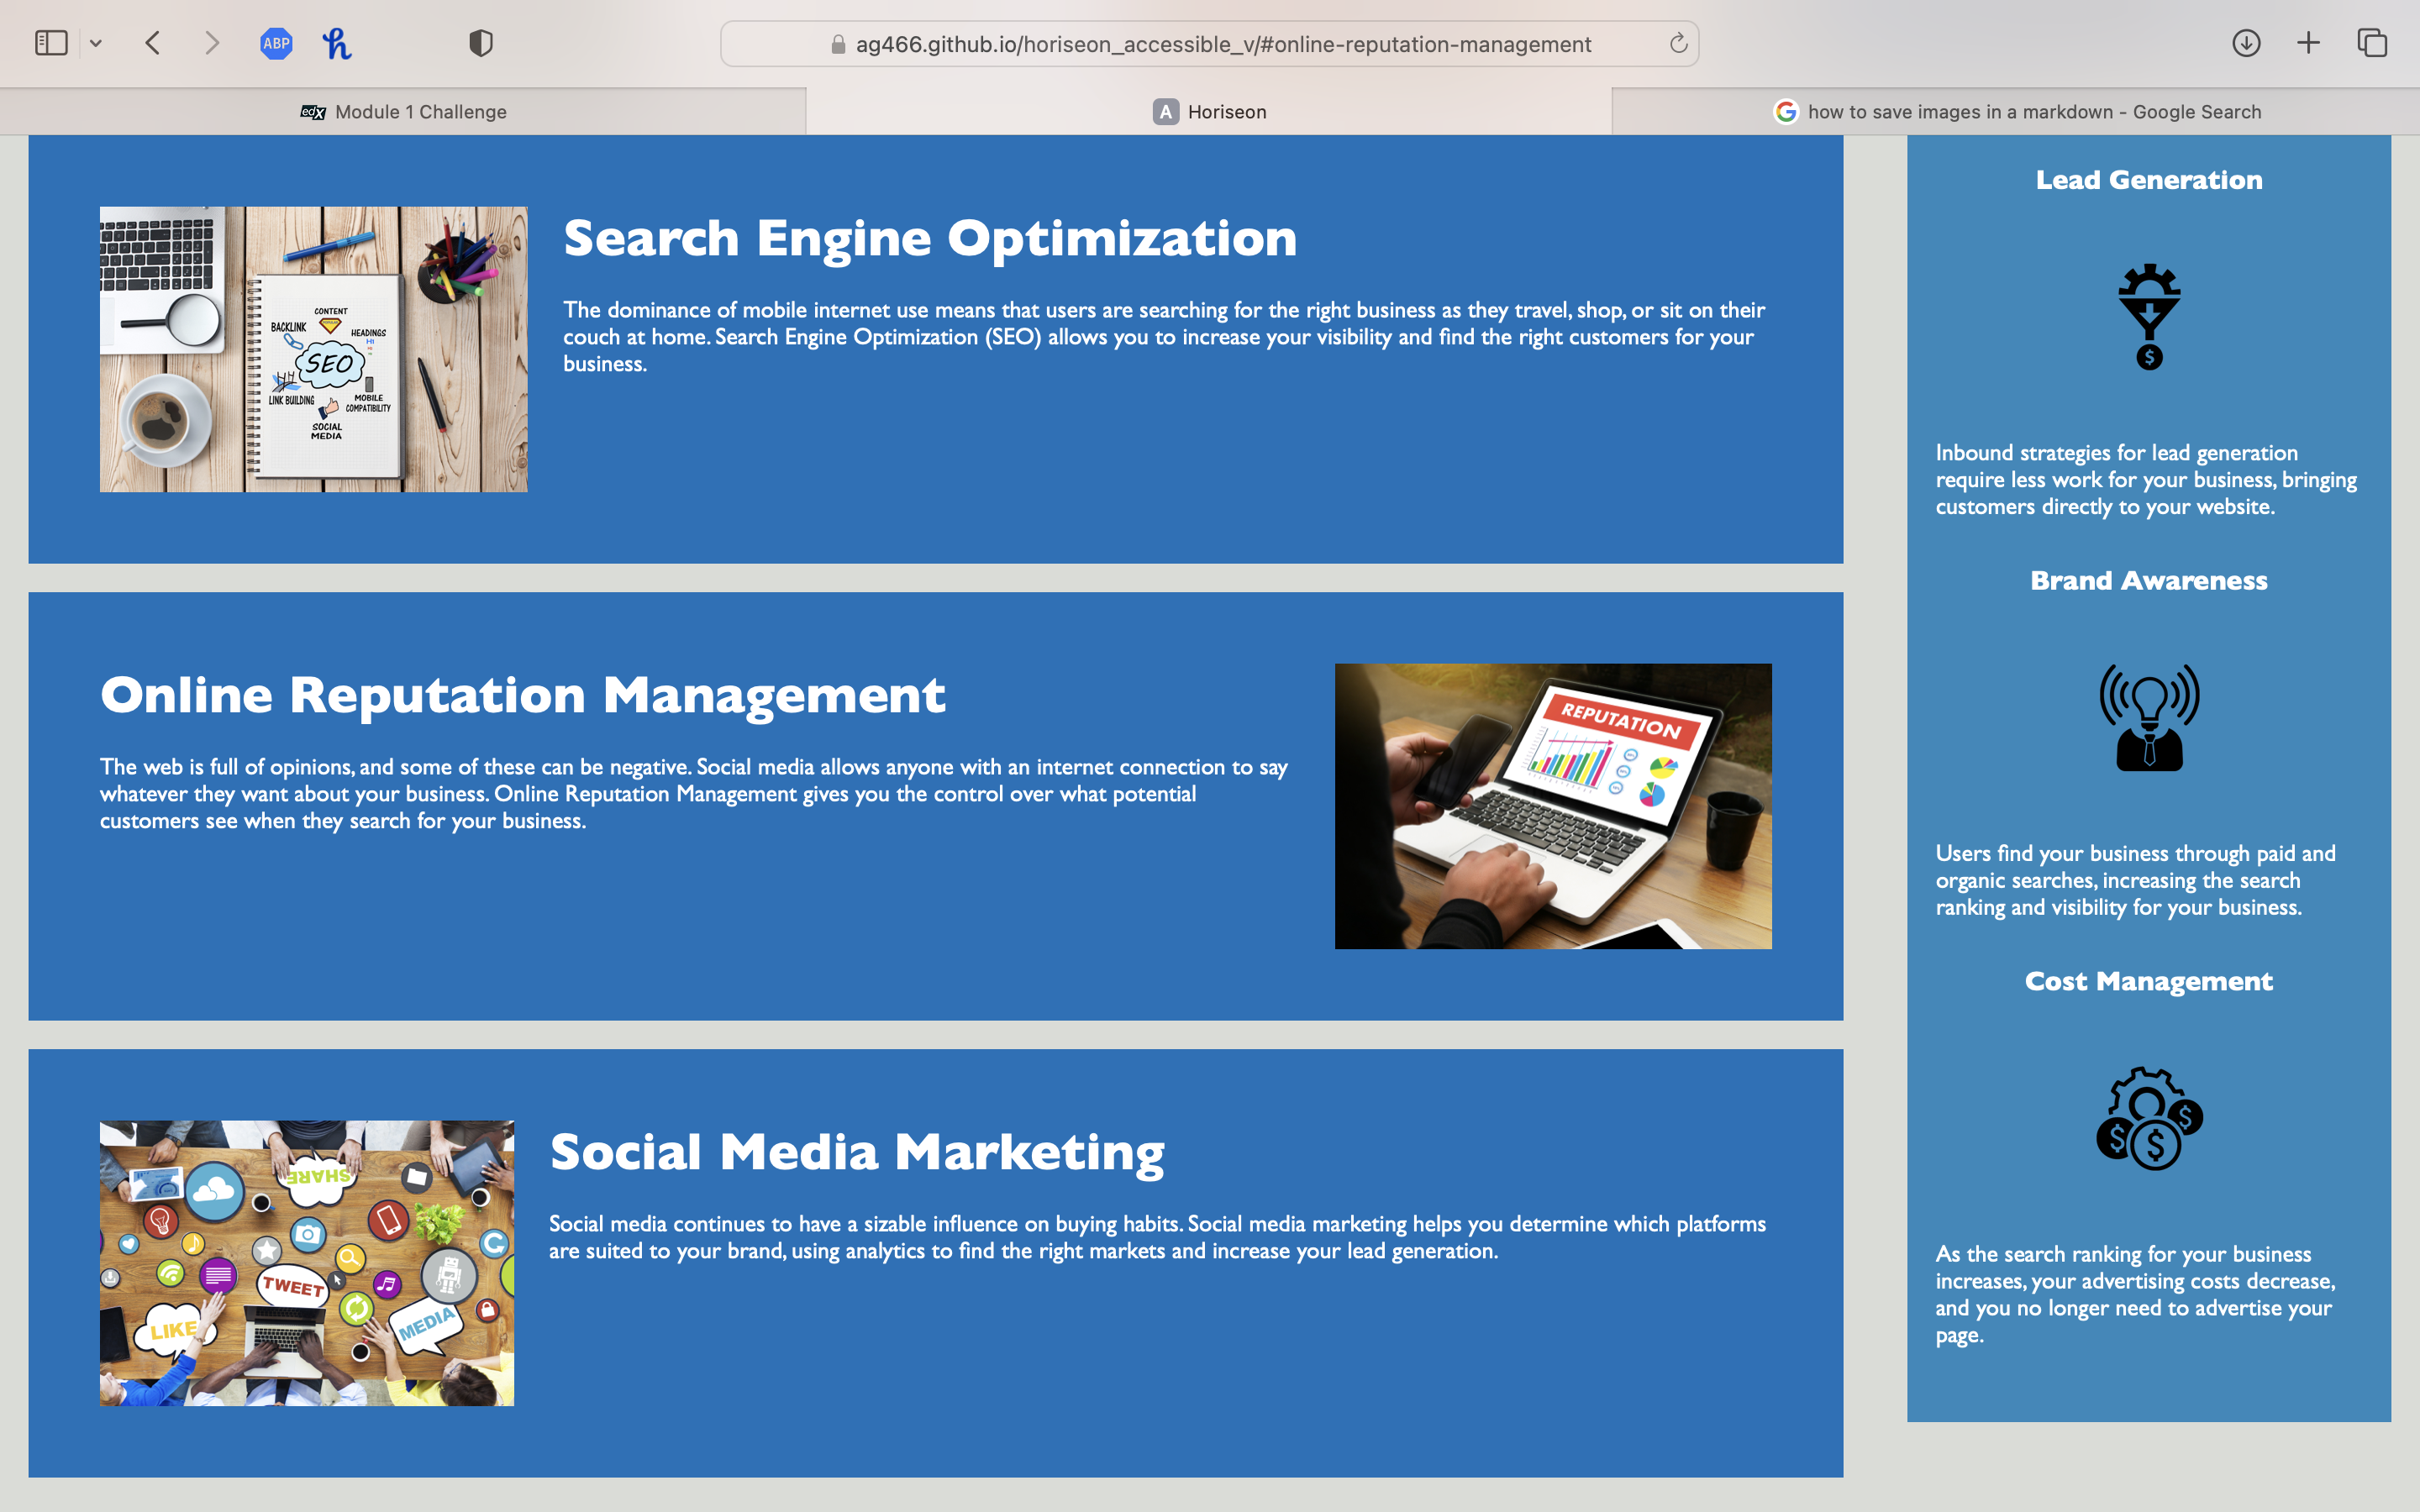 ABP
ag466.github.io/horiseon_accessible_v/#online-reputation-management
edX Module 1 Challenge
A Horiseon
G how to save images in a markdown - Google Search
CONTENT
BACKLINK
HEADINGS
H1
SEO
LINK BUILDING
MOBILE
COMPATIBILITY
SOCIAL
MEDIA
Search Engine Optimization
The dominance of mobile internet use means that users are searching for the right business as they travel, shop, or sit on their
couch at home. Search Engine Optimization (SEO) allows you to increase your visibility and find the right customers for your
business.
Online Reputation Management
The web is full of opinions, and some of these can be negative. Social media allows anyone with an internet connection to say
whatever they want about your business. Online Reputation Management gives you the control over what potential
customers see when they search for your business.
REPUTATION
SHARE
TWEET
LIKE
MEDIA
Social Media Marketing
Social media continues to have a sizable influence on buying habits. Social media marketing helps you determine which platforms
are suited to your brand, using analytics to find the right markets and increase your lead generation.
Lead Generation
$
Inbound strategies for lead generation
require less work for your business, bringing
customers directly to your website.
Brand Awareness
Users find your business through paid and
organic searches, increasing the search
ranking and visibility for your business.
Cost Management
$ $ $
As the search ranking for your business
increases, your advertising costs decrease,
and you no longer need to advertise your
page.